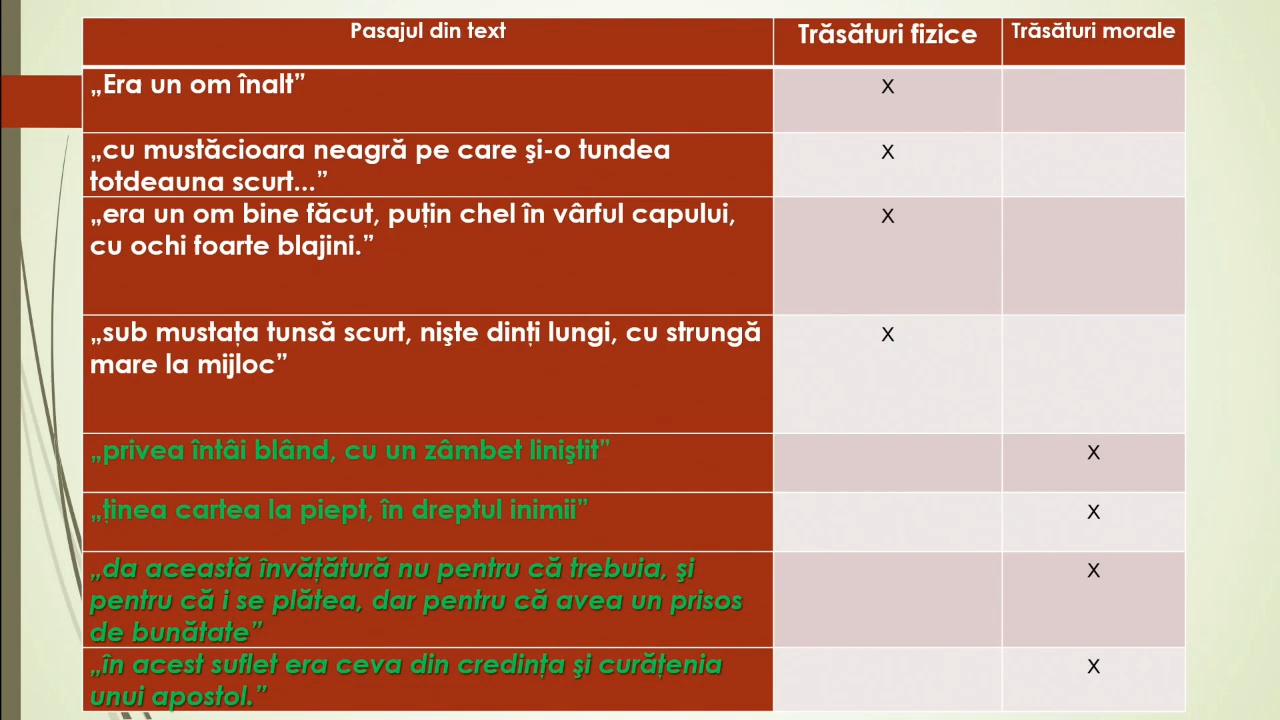 Pasajul din text
Trăsături fizice
Trăsături morale
„Era un om înalt”
x
„cu mustăcioara neagră pe care şi-o tundea
totdeauna scurt...”
x
„era un om bine făcut, puțin chel în vârful capului,
cu ochi foarte blajini.”
x
„sub mustața tunsă scurt, nişte dinți lungi, cu strungă
mare la mijloc”
x
„privea întâi blând, cu un zâmbet liniştit”
x
„ținea cartea la piept, în dreptul inimii”
x
„da această învățătură nu pentru că trebuia, şi
pentru că i se plătea, dar pentru că avea un prisos
de bunătate”
x
„în acest suflet era ceva din credința şi curățenia
unui apostol.”
x